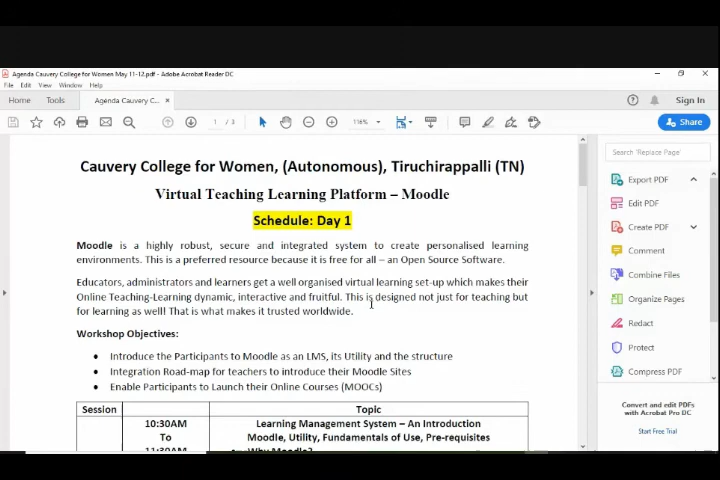 Agenda Cauvery College for Women May 11-12.pdf - Adobe Acrobat Reader DC
File Edit View Window Help
Home Tools Agenda Cauvery C... × Sign In
1 / 3 116% Share
Cauvery College for Women, (Autonomous), Tiruchirappalli (TN)
Virtual Teaching Learning Platform – Moodle
Schedule: Day 1
Moodle is a highly robust, secure and integrated system to create personalised learning
environments. This is a preferred resource because it is free for all – an Open Source Software.
Educators, administrators and learners get a well organised virtual learning set-up which makes their
Online Teaching-Learning dynamic, interactive and fruitful. This is designed not just for teaching but
for learning as well! That is what makes it trusted worldwide.
Workshop Objectives:
• Introduce the Participants to Moodle as an LMS, its Utility and the structure
• Integration Road-map for teachers to introduce their Moodle Sites
• Enable Participants to Launch their Online Courses (MOOCs)
Session Topic
10:30AM Learning Management System – An Introduction
To Moodle, Utility, Fundamentals of Use, Pre-requisites
11:30AM • Why Moodle?
Search 'Replace Page'
Export PDF
Edit PDF
Create PDF
Comment
Combine Files
Organize Pages
Redact
Protect
Compress PDF
Convert and edit PDFs
with Acrobat Pro DC
Start Free Trial